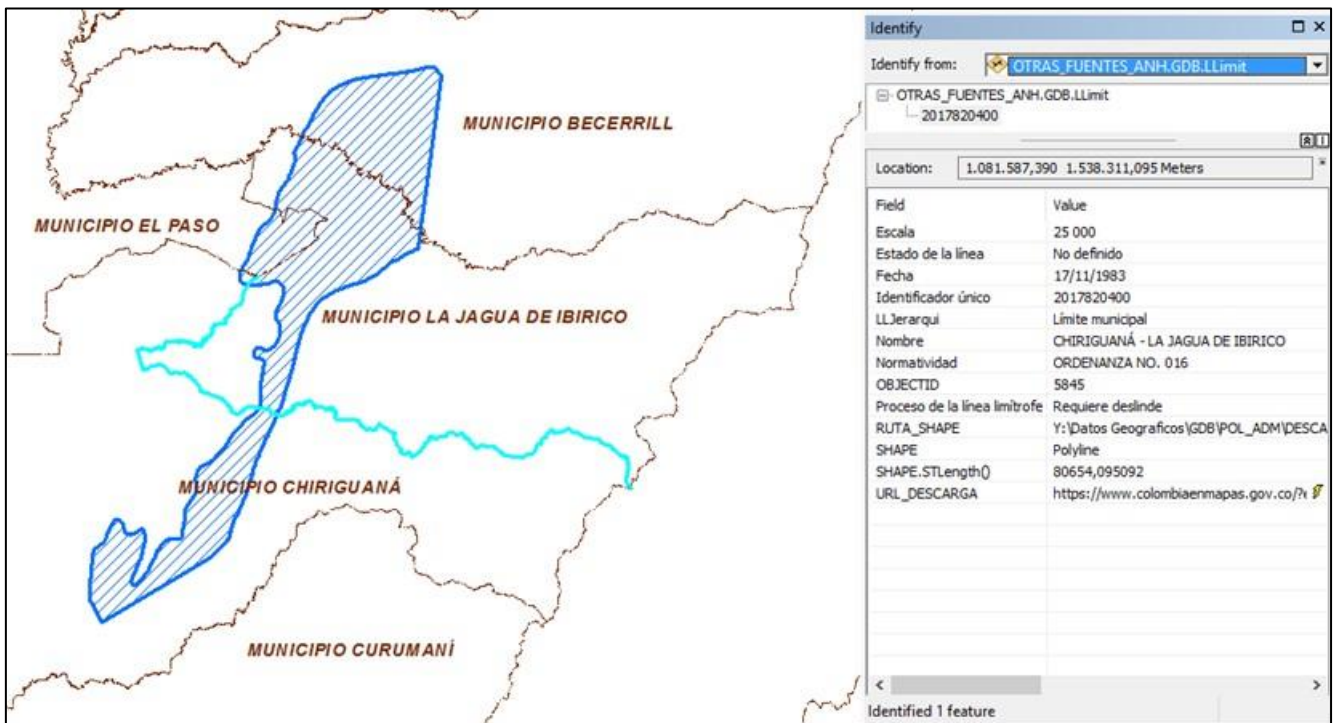 MUNICIPIO BECERRILL
MUNICIPIO EL PASO
MUNICIPIO LA JAGUA DE IBIRICO
MUNICIPIO CHIRIGUANÁ
MUNICIPIO CURUMANÍ
Identify
Identify from: OTRAS_FUENTES_ANH.GDB.LLimit
OTRAS_FUENTES_ANH.GDB.LLimit
2017820400
Location: 1.081.587,390 1.538.311,095 Meters
Field Value
Escala 25 000
Estado de la línea No definido
Fecha 17/11/1983
Identificador único 2017820400
LLJerarqui Límite municipal
Nombre CHIRIGUANÁ - LA JAGUA DE IBIRICO
Normatividad ORDENANZA NO. 016
OBJECTID 5845
Proceso de la línea limítrofe Requiere deslinde
RUTA_SHAPE Y:\Datos Geograficos\GDB\POL_ADM\DESCA
SHAPE Polyline
SHAPE.STLength() 80654,095092
URL_DESCARGA https://www.colombiaenmapas.gov.co/?
Identified 1 feature